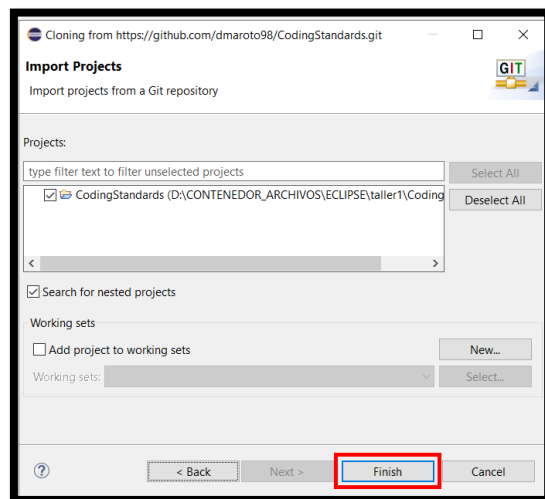 Cloning from https://github.com/dmaroto98/CodingStandards.git
Import Projects
GIT
Import projects from a Git repository
Projects:
type filter text to filter unselected projects
Select All
CodingStandards (D:\CONTENEDOR_ARCHIVOS\ECLIPSE\taller1\Coding
Deselect All
Search for nested projects
Working sets
Add project to working sets
New...
Working sets:
Select...
? < Back Next > Finish Cancel